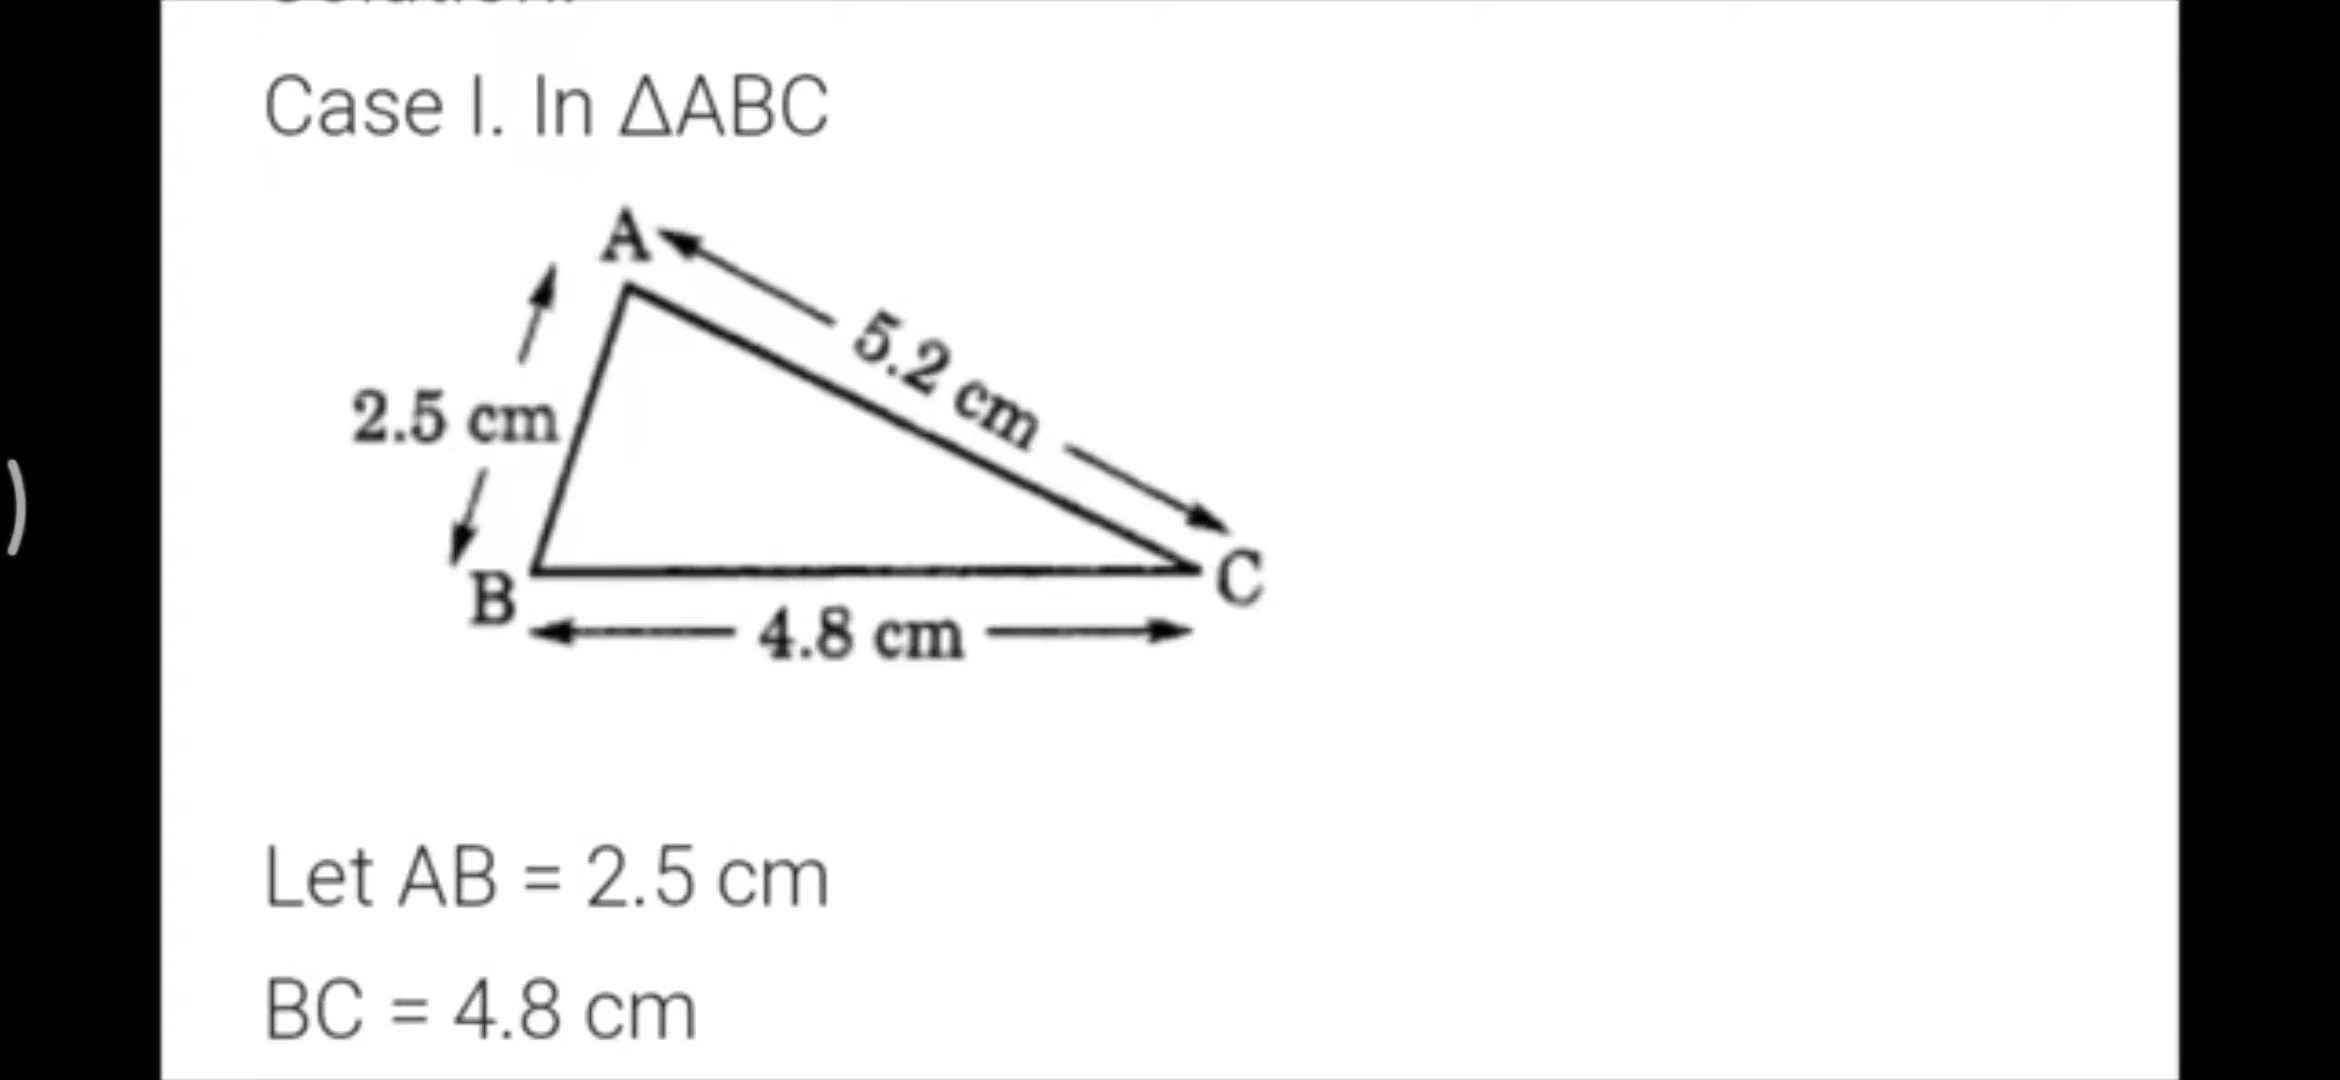 Case I. In ΔABC
A
5.2 cm
2.5 cm
B
C
4.8 cm
Let AB = 2.5 cm
BC = 4.8 cm